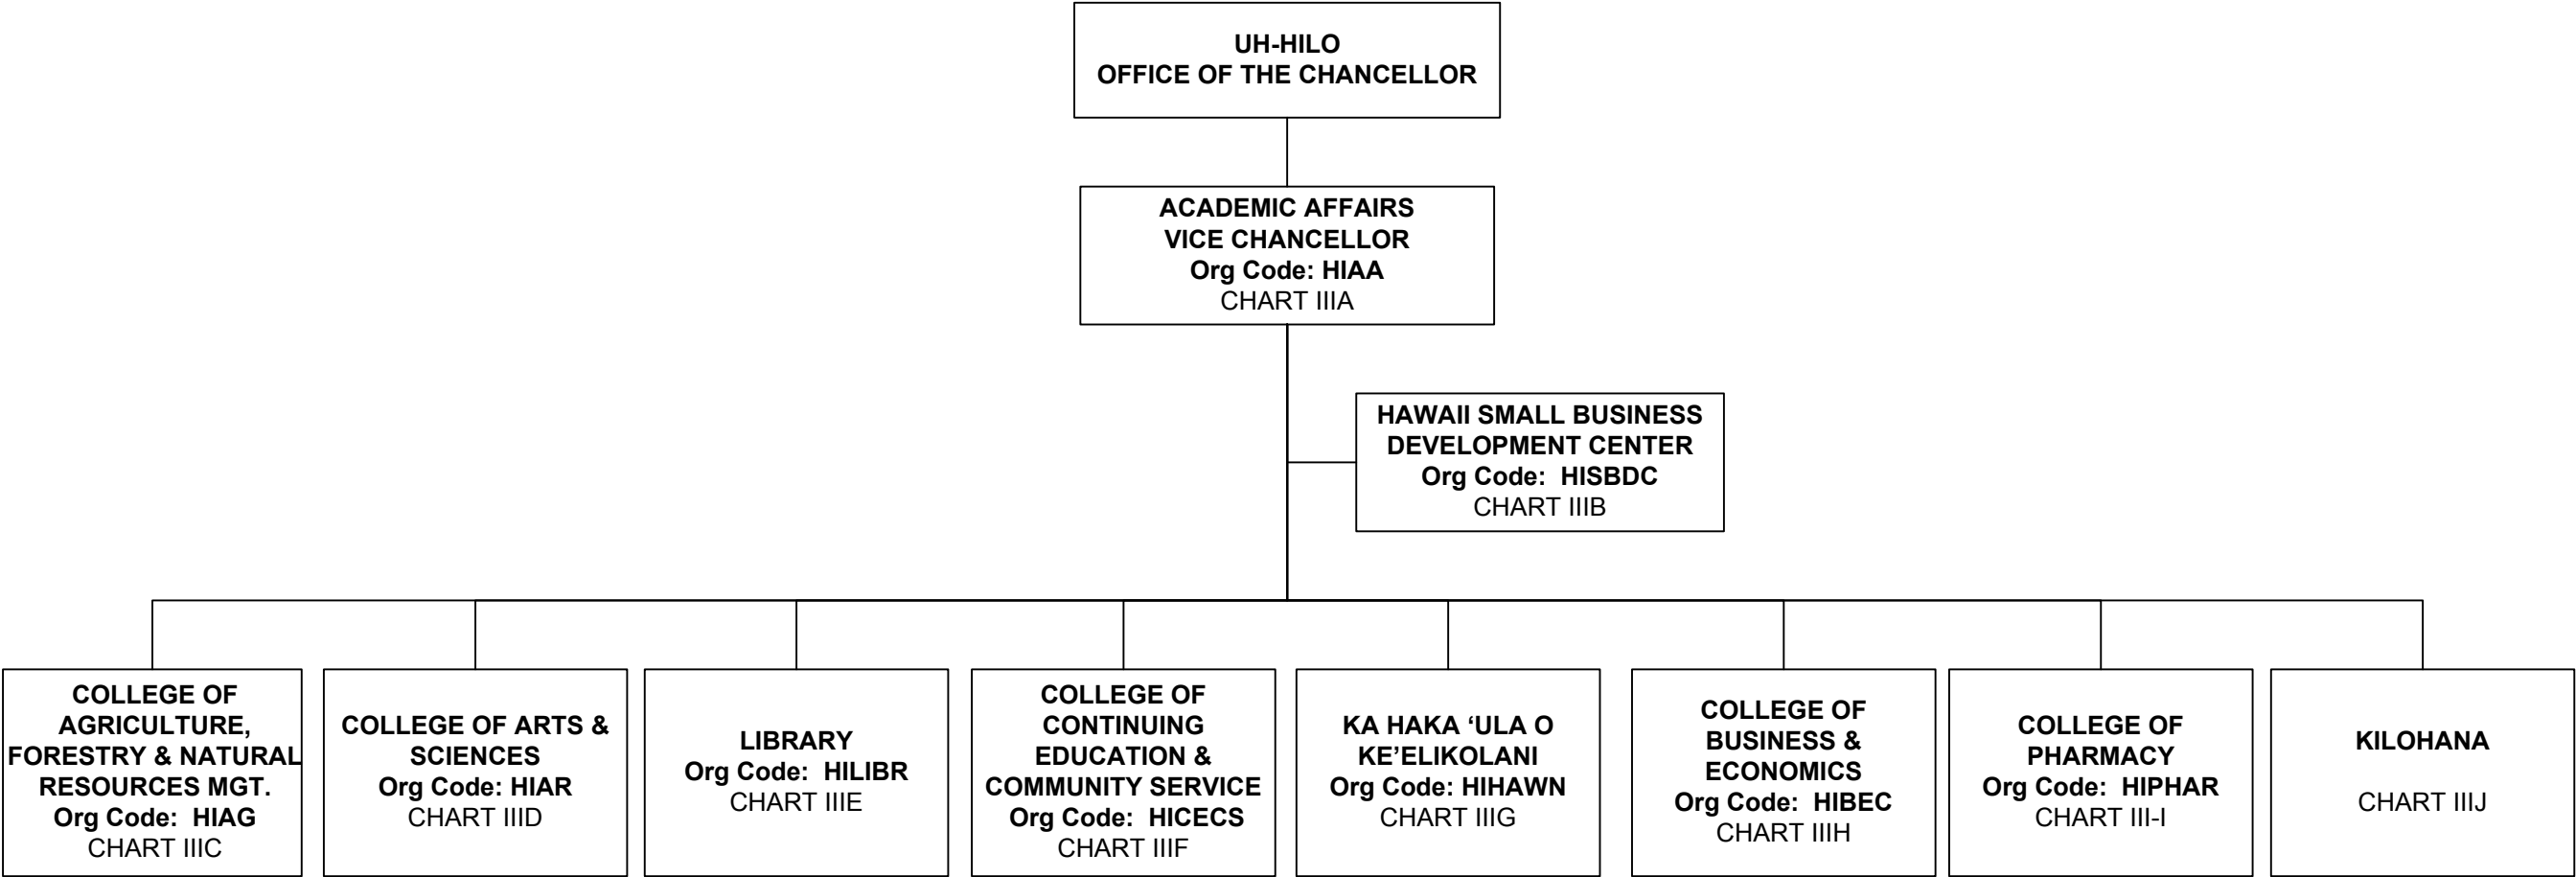 UH-HILO
OFFICE OF THE CHANCELLOR
ACADEMIC AFFAIRS
VICE CHANCELLOR
Org Code: HIAA
CHART IIIA
HAWAII SMALL BUSINESS
DEVELOPMENT CENTER
Org Code: HISBDC
CHART IIIB
COLLEGE OF
AGRICULTURE,
FORESTRY & NATURAL
RESOURCES MGT.
Org Code: HIAG
CHART IIIC
COLLEGE OF ARTS &
SCIENCES
Org Code: HIAR
CHART IIID
LIBRARY
Org Code: HILIBR
CHART IIIE
COLLEGE OF
CONTINUING
EDUCATION &
COMMUNITY SERVICE
Org Code: HICECS
CHART IIIF
KA HAKA ‘ULA O
KE’ELIKOLANI
Org Code: HIHAWN
CHART IIIG
COLLEGE OF
BUSINESS &
ECONOMICS
Org Code: HIBEC
CHART IIIH
COLLEGE OF
PHARMACY
Org Code: HIPHAR
CHART III-I
KILOHANA
CHART IIIJ